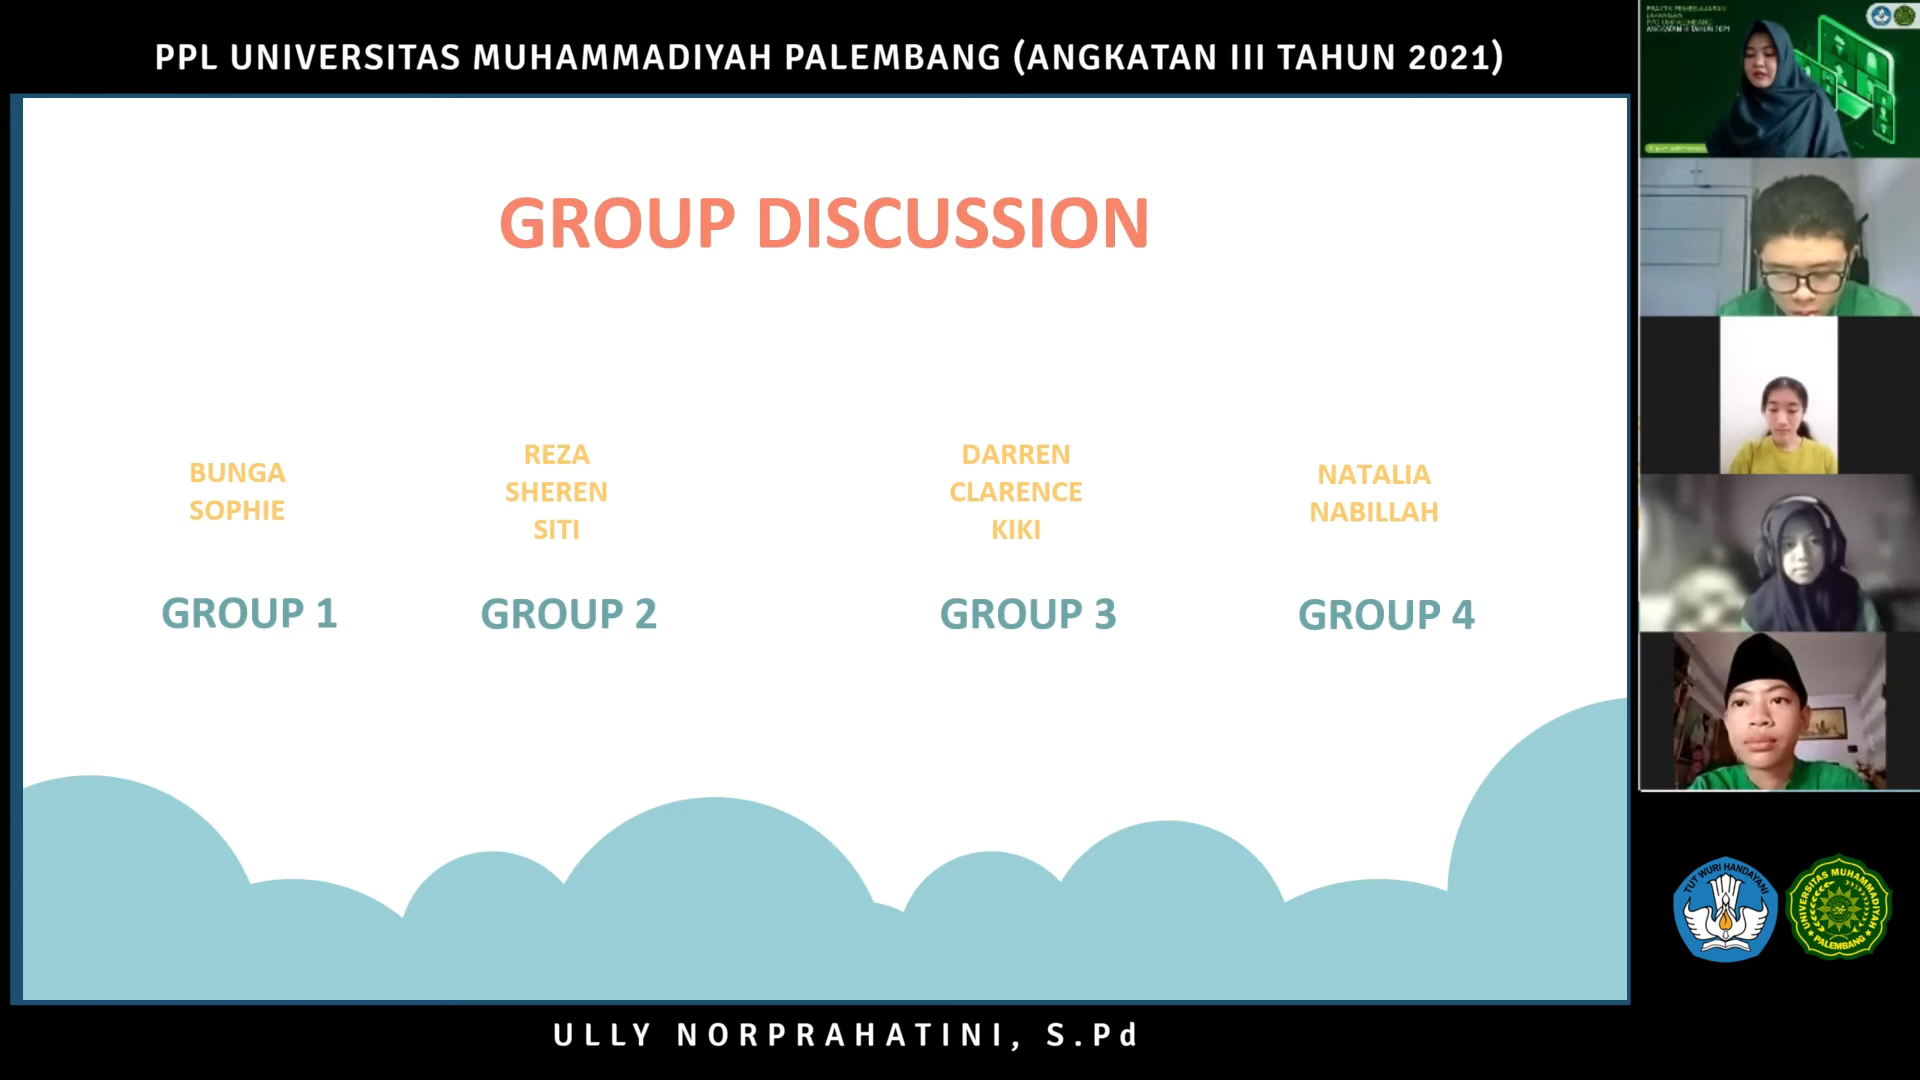 PPL UNIVERSITAS MUHAMMADIYAH PALEMBANG (ANGKATAN III TAHUN 2021)
GROUP DISCUSSION
BUNGA
SOPHIE
GROUP 1
REZA
SHEREN
SITI
GROUP 2
DARREN
CLARENCE
KIKI
GROUP 3
NATALIA
NABILLAH
GROUP 4
ULLY NORPRAHATINI, S.Pd
TUT WURI HANDAYANI
UNIVERSITAS MUHAMMADIYAH
PALEMBANG